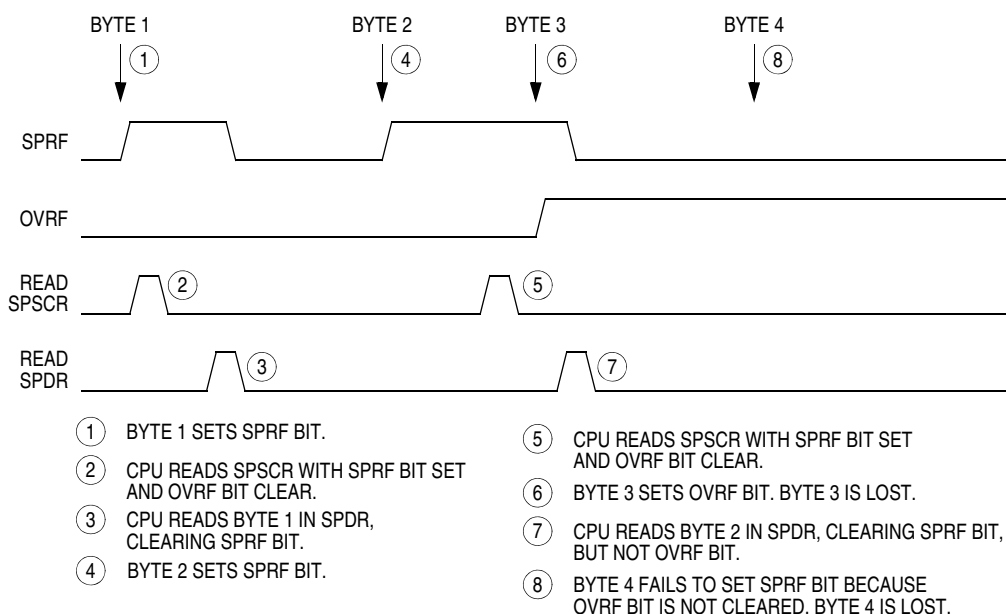 BYTE 1 BYTE 2 BYTE 3 BYTE 4
1 4 6 8
SPRF
OVRF
READ
SPSCR
2 5
READ
SPDR
3 7
1 BYTE 1 SETS SPRF BIT.
2 CPU READS SPSCR WITH SPRF BIT SET
AND OVRF BIT CLEAR.
3 CPU READS BYTE 1 IN SPDR,
CLEARING SPRF BIT.
4 BYTE 2 SETS SPRF BIT.
5 CPU READS SPSCR WITH SPRF BIT SET
AND OVRF BIT CLEAR.
6 BYTE 3 SETS OVRF BIT. BYTE 3 IS LOST.
7 CPU READS BYTE 2 IN SPDR, CLEARING SPRF BIT,
BUT NOT OVRF BIT.
8 BYTE 4 FAILS TO SET SPRF BIT BECAUSE
OVRF BIT IS NOT CLEARED. BYTE 4 IS LOST.